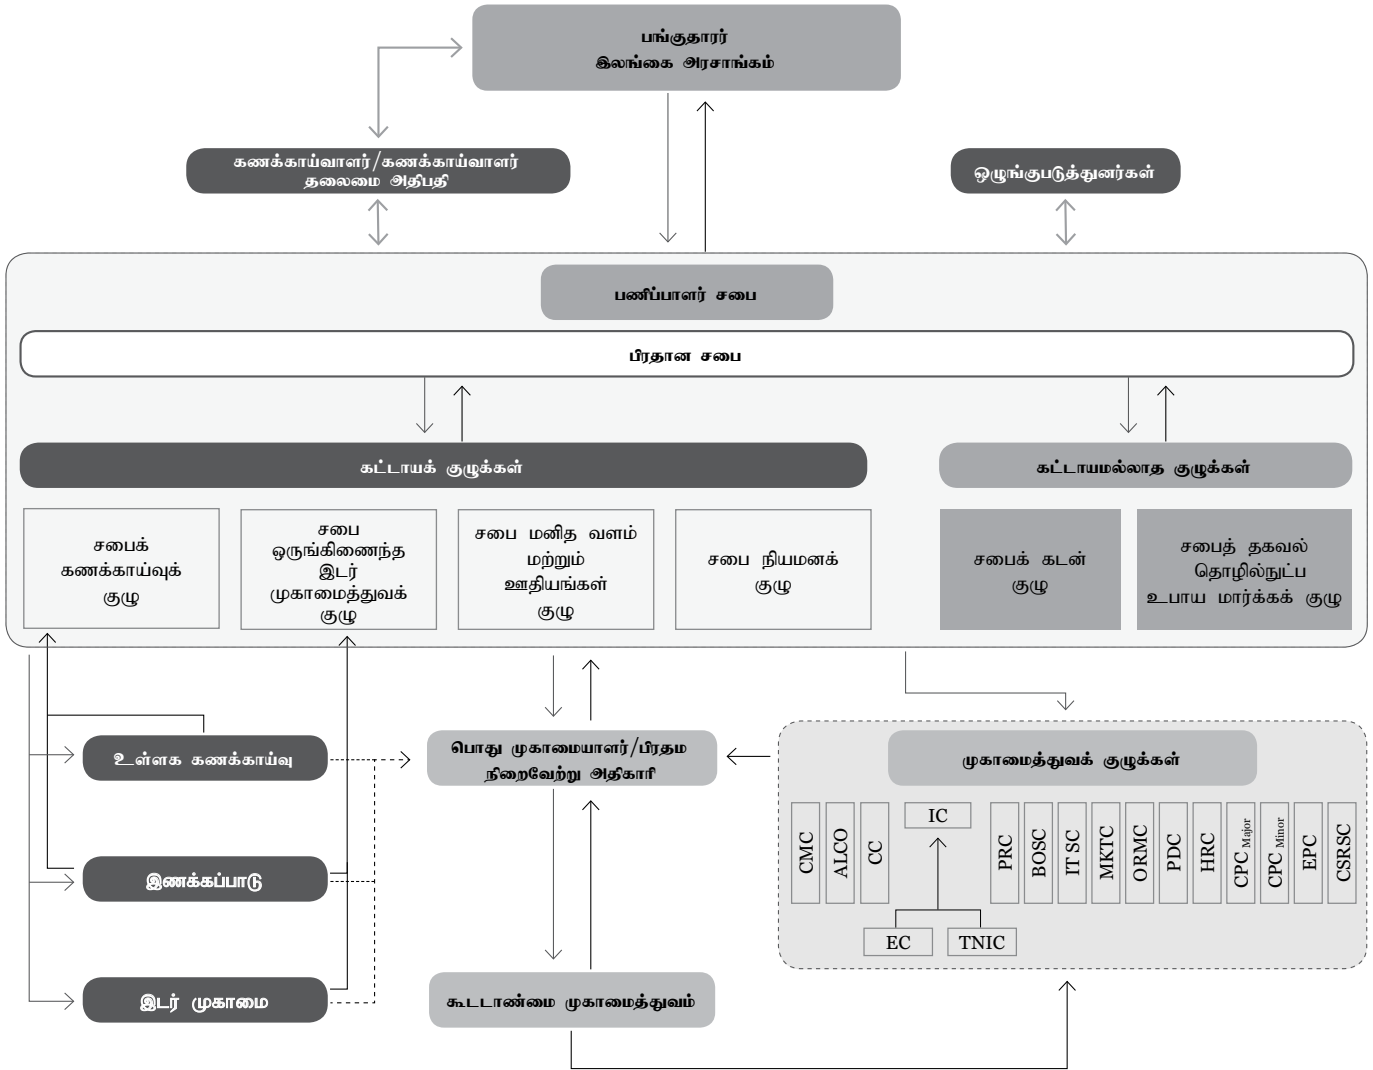 பங்குதாரர்
இலங்கை அரசாங்கம்
கணக்காய்வாளர்/கணக்காய்வாளர்
தலைமை அதிபதி
ஒழுங்குபடுத்துனர்கள்
பணிப்பாளர் சபை
பிரதான சபை
கட்டாயக் குழுக்கள்
கட்டாயமல்லாத குழுக்கள்
சபைக்
கணக்காய்வுக்
குழு
சபை
ஒருங்கிணைந்த
இடர்
முகாமைத்துவக்
குழு
சபை மனித வளம்
மற்றும்
ஊதியங்கள்
குழு
சபை நியமனக்
குழு
சபைக் கடன்
குழு
சபைத் தகவல்
தொழில்நுட்ப
உபாய மார்க்கக் குழு
உள்ளக கணக்காய்வு
பொது முகாமையாளர்/பிரதம
நிறைவேற்று அதிகாரி
முகாமைத்துவக் குழுக்கள்
CMC
ALCO
CC
IC
PRC
BOSC
IT SC
MKTC
ORMC
PDC
HRC
CPC Major
CPC Minor
EPC
CSRSC
EC
TNIC
இணக்கப்பாடு
இடர் முகாமை
கூடடாண்மை முகாமைத்துவம்